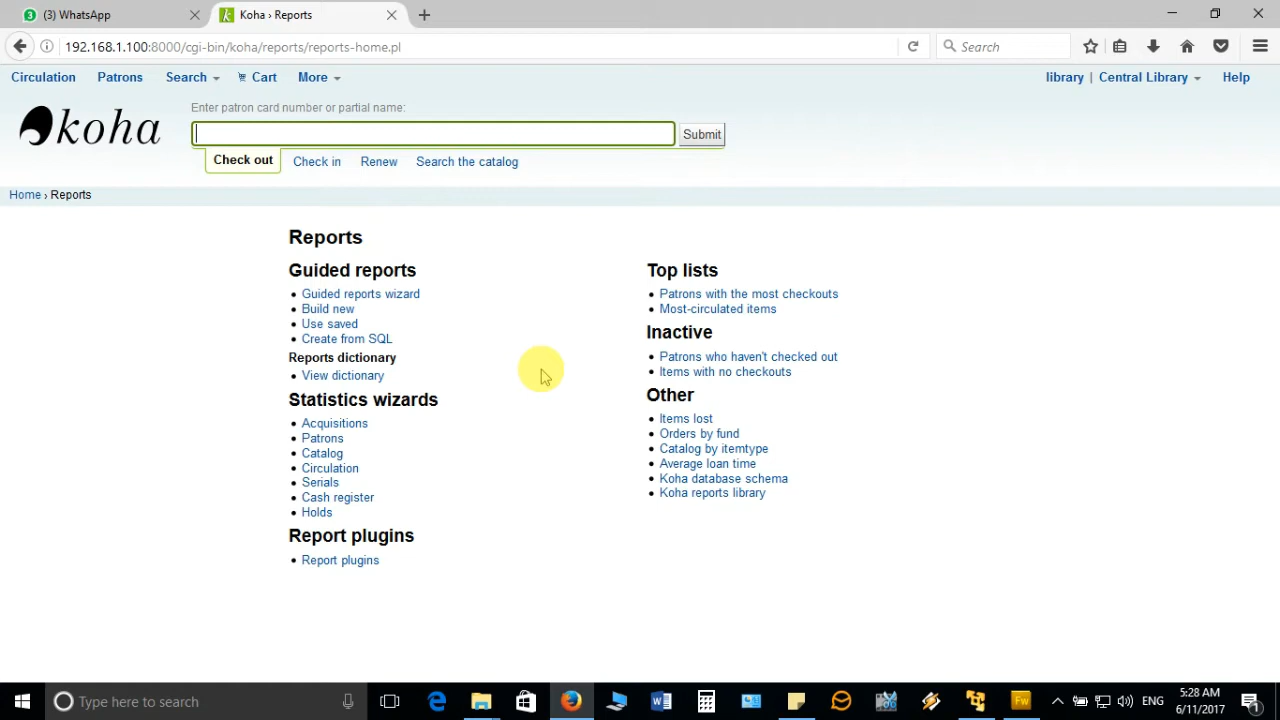 (3) WhatsApp
Koha › Reports
192.168.1.100:8000/cgi-bin/koha/reports/reports-home.pl
Search
Circulation Patrons Search Cart More
library | Central Library Help
koha
Enter patron card number or partial name:
Submit
Check out Check in Renew Search the catalog
Home › Reports
Reports
Guided reports
Guided reports wizard
Build new
Use saved
Create from SQL
Reports dictionary
View dictionary
Statistics wizards
Acquisitions
Patrons
Catalog
Circulation
Serials
Cash register
Holds
Report plugins
Report plugins
Top lists
Patrons with the most checkouts
Most-circulated items
Inactive
Patrons who haven't checked out
Items with no checkouts
Other
Items lost
Orders by fund
Catalog by itemtype
Average loan time
Koha database schema
Koha reports library
Type here to search
Fw
ENG
5:28 AM
6/11/2017
1